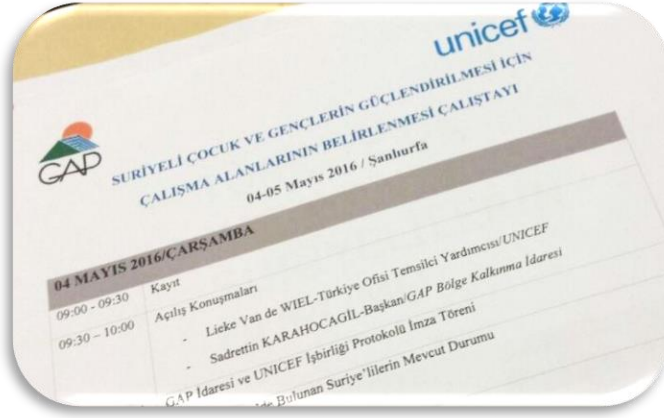 unicef
GAP
SURİYELİ ÇOCUK VE GENÇLERİN GÜÇLENDİRİLMESİ İÇİN
ÇALIŞMA ALANLARININ BELİRLENMESİ ÇALIŞTAYI
04-05 Mayıs 2016 / Şanlıurfa
04 MAYIS 2016/ÇARŞAMBA
09:00 - 09:30 Kayıt
09:30 – 10:00 Açılış Konuşmaları
- Lieke Van de WIEL-Türkiye Ofisi Temsilci Yardımcısı/UNICEF
- Sadrettin KARAHOCAGİL-Başkan/GAP Bölge Kalkınma İdaresi
GAP İdaresi ve UNICEF İşbirliği Protokolü İmza Töreni
Bulunan Suriye'lilerin Mevcut Durumu